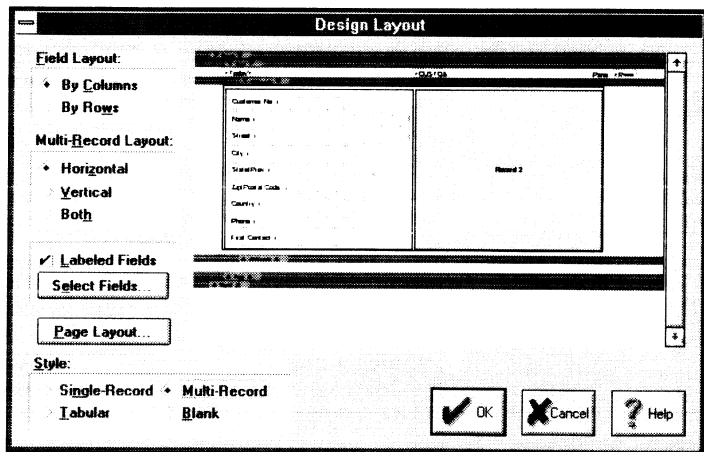 Design Layout
Field Layout:
By Columns
By Rows
Multi-Record Layout:
Horizontal
Vertical
Both
Labeled Fields
Select Fields...
Page Layout...
Style:
Single-Record
Multi-Record
Tabular
Blank
Customer No
Name
Street
City
State/Prov
Zip/Postal Code
Country
Phone
First Contact
Record 2
OK
Cancel
Help